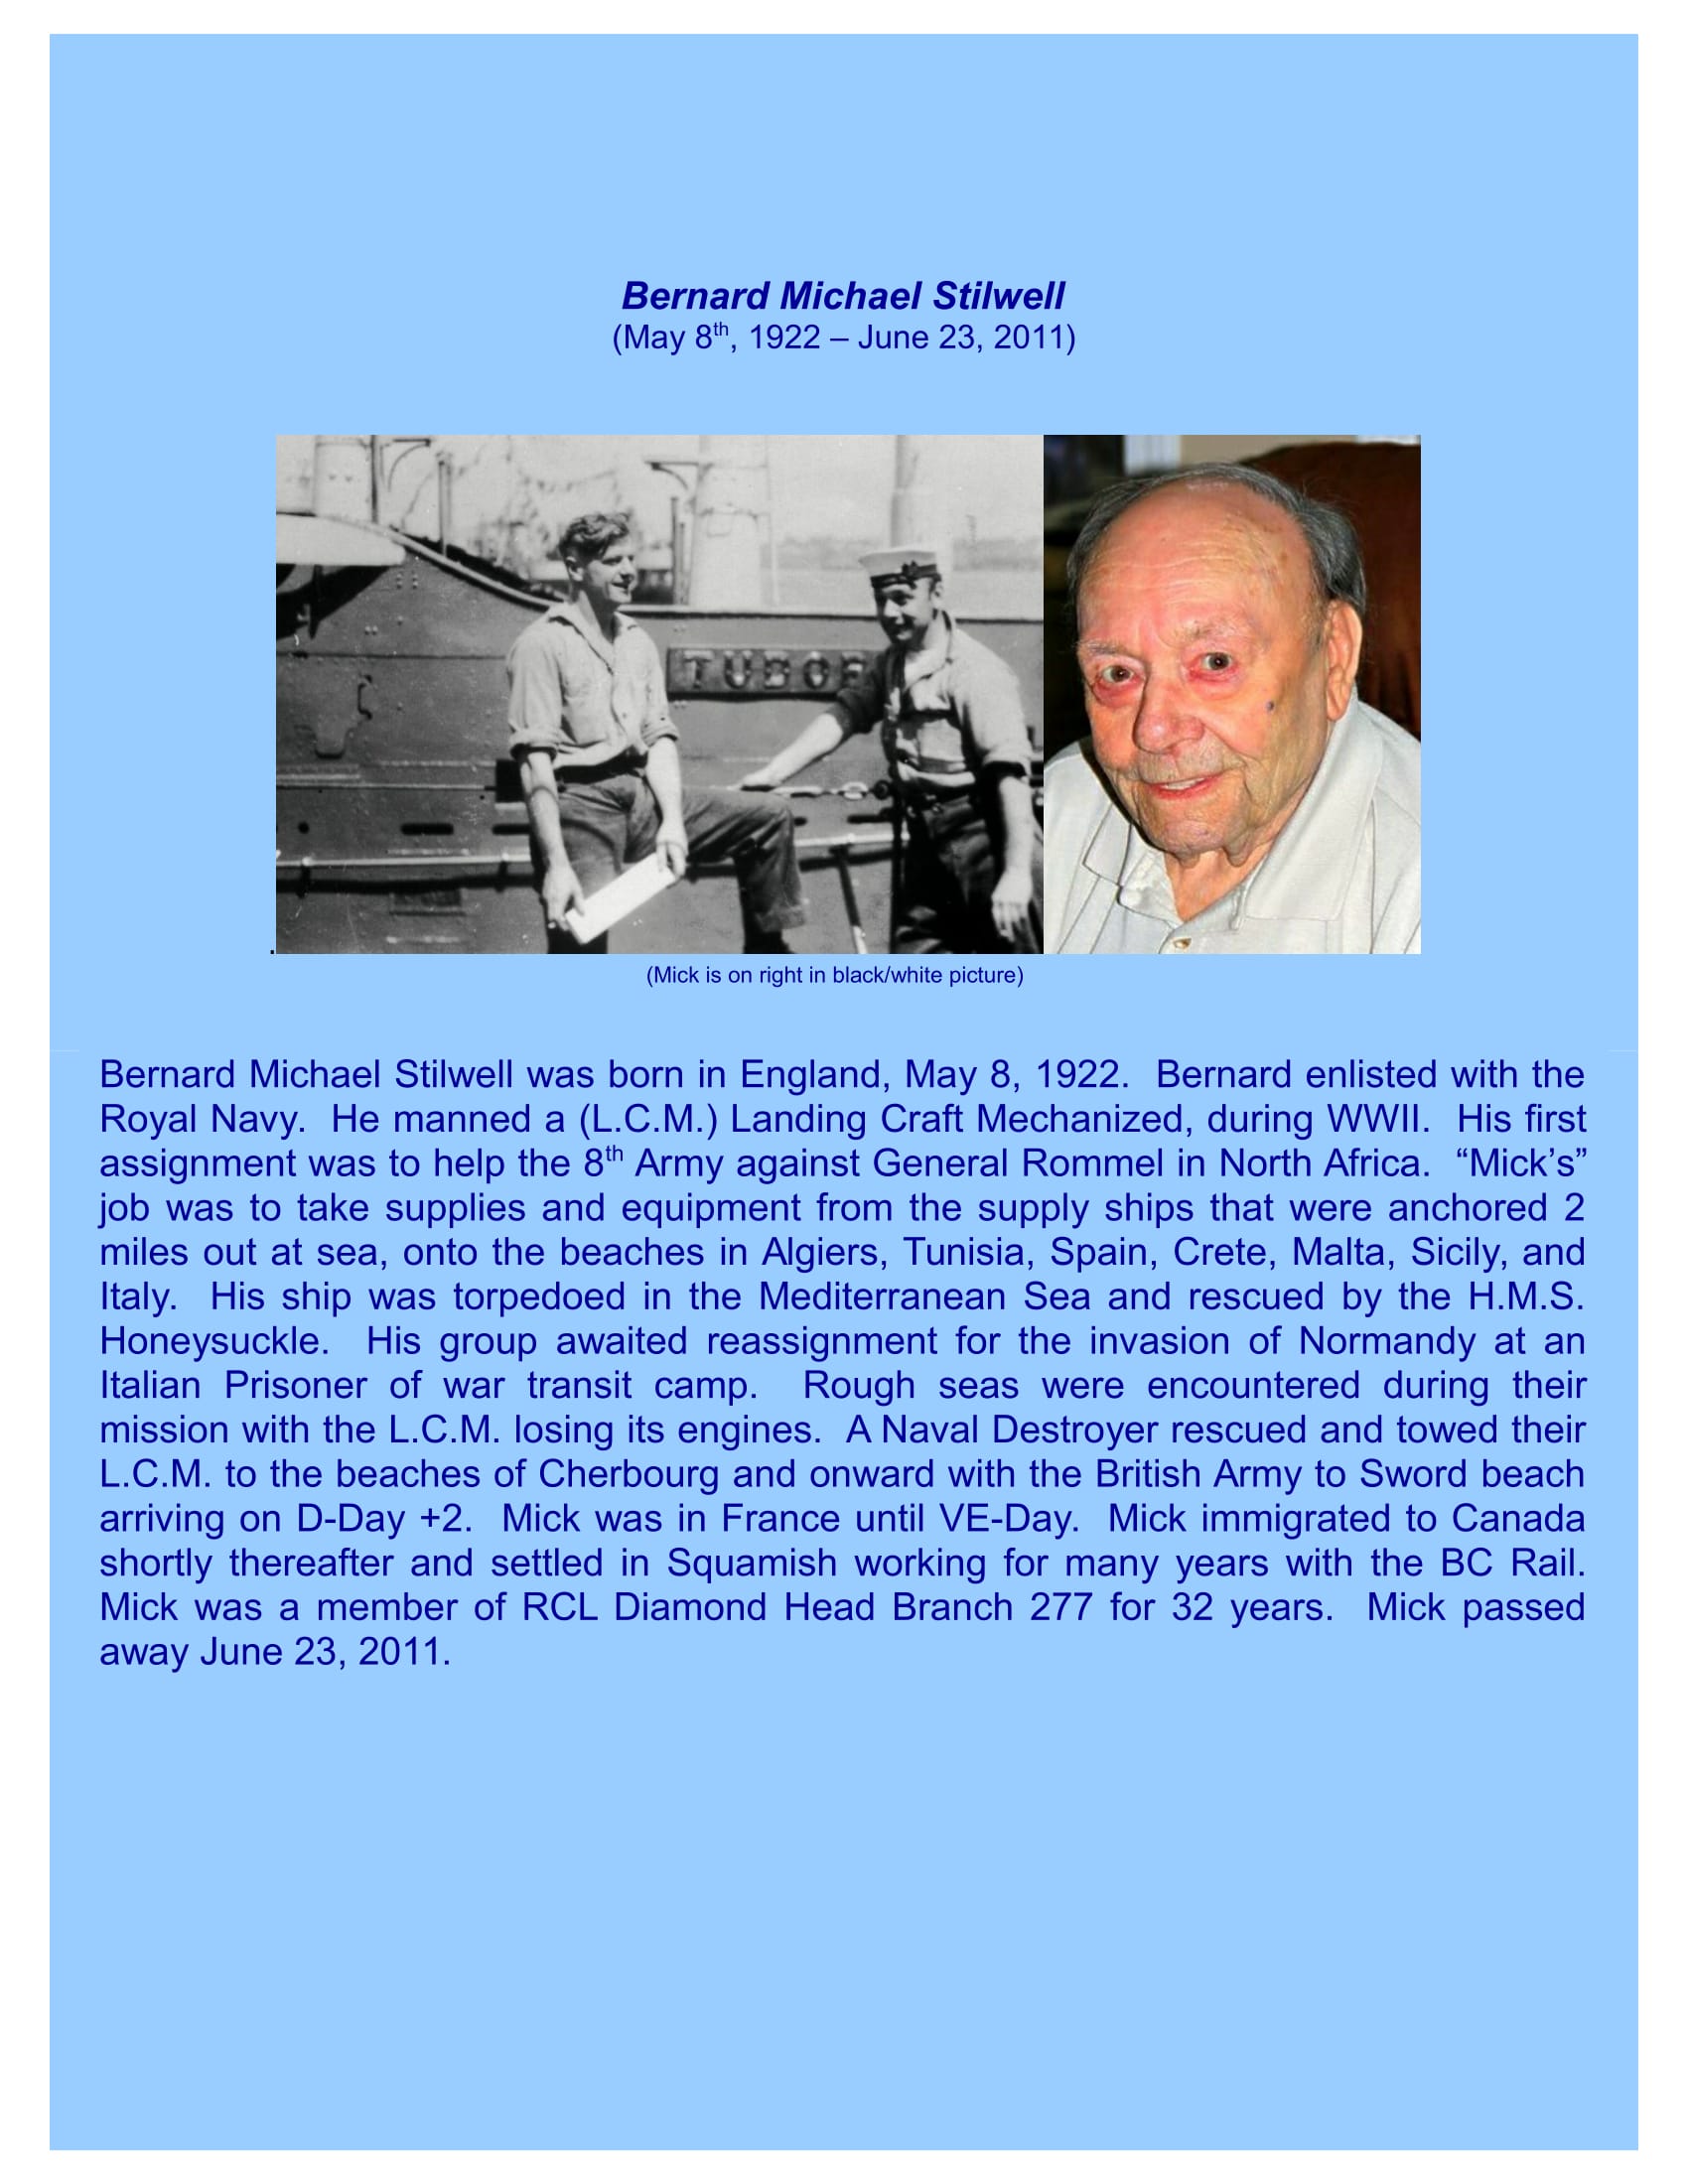 Bernard Michael Stilwell
(May 8th, 1922 – June 23, 2011)
TUBOR
(Mick is on right in black/white picture)
Bernard Michael Stilwell was born in England, May 8, 1922. Bernard enlisted with the
Royal Navy. He manned a (L.C.M.) Landing Craft Mechanized, during WWII. His first
assignment was to help the 8th Army against General Rommel in North Africa. “Mick’s”
job was to take supplies and equipment from the supply ships that were anchored 2
miles out at sea, onto the beaches in Algiers, Tunisia, Spain, Crete, Malta, Sicily, and
Italy. His ship was torpedoed in the Mediterranean Sea and rescued by the H.M.S.
Honeysuckle. His group awaited reassignment for the invasion of Normandy at an
Italian Prisoner of war transit camp. Rough seas were encountered during their
mission with the L.C.M. losing its engines. A Naval Destroyer rescued and towed their
L.C.M. to the beaches of Cherbourg and onward with the British Army to Sword beach
arriving on D-Day +2. Mick was in France until VE-Day. Mick immigrated to Canada
shortly thereafter and settled in Squamish working for many years with the BC Rail.
Mick was a member of RCL Diamond Head Branch 277 for 32 years. Mick passed
away June 23, 2011.